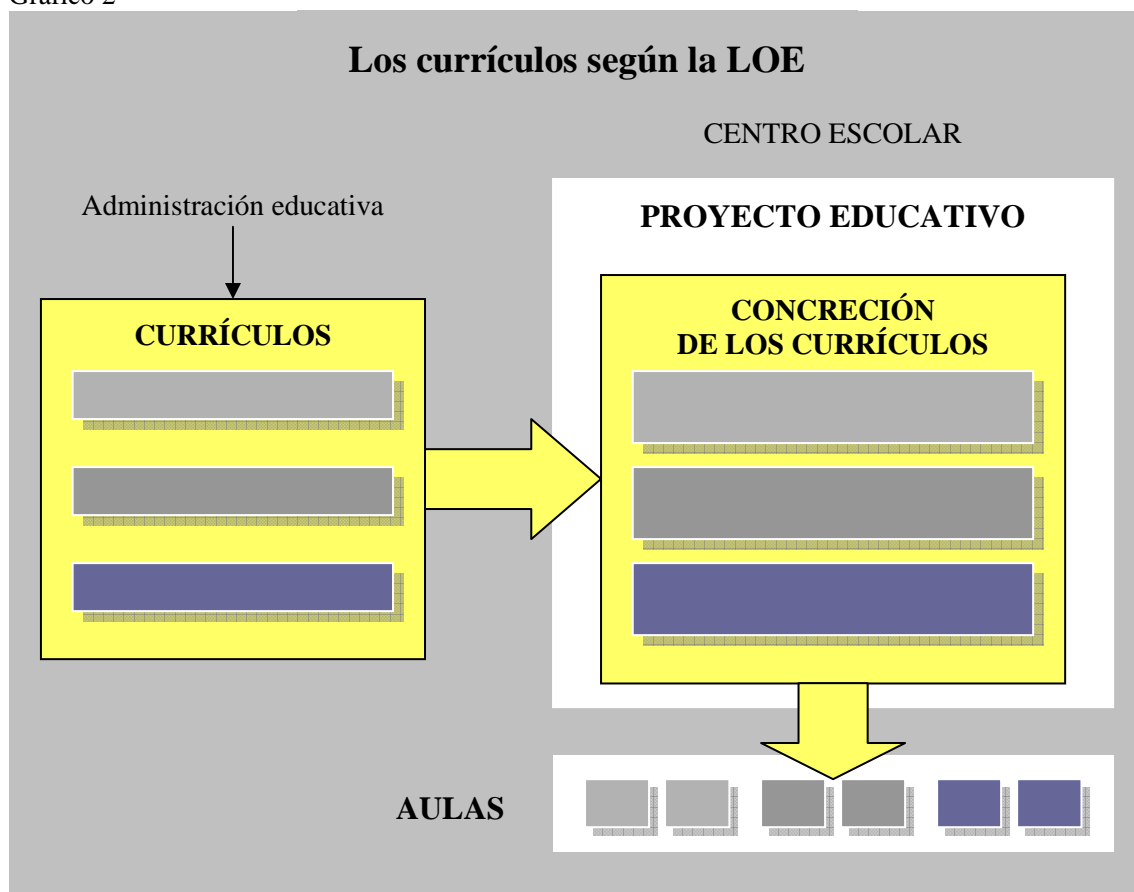 Gráfico 2
Los currículos según la LOE
CENTRO ESCOLAR
Administración educativa
PROYECTO EDUCATIVO
CURRÍCULOS
CONCRECIÓN
DE LOS CURRÍCULOS
AULAS